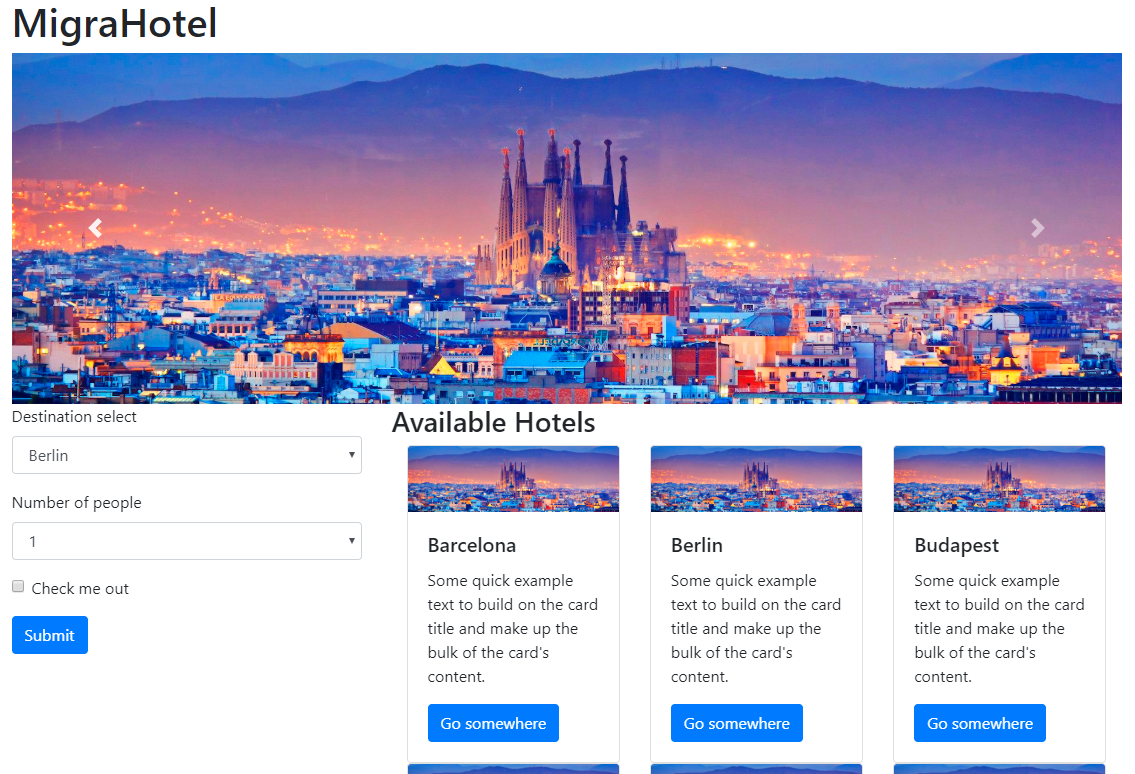 MigraHotel
Destination select
Berlin
Number of people
1
Check me out
Submit
Available Hotels
Barcelona
Some quick example
text to build on the card
title and make up the
bulk of the card's
content.
Go somewhere
Berlin
Some quick example
text to build on the card
title and make up the
bulk of the card's
content.
Go somewhere
Budapest
Some quick example
text to build on the card
title and make up the
bulk of the card's
content.
Go somewhere